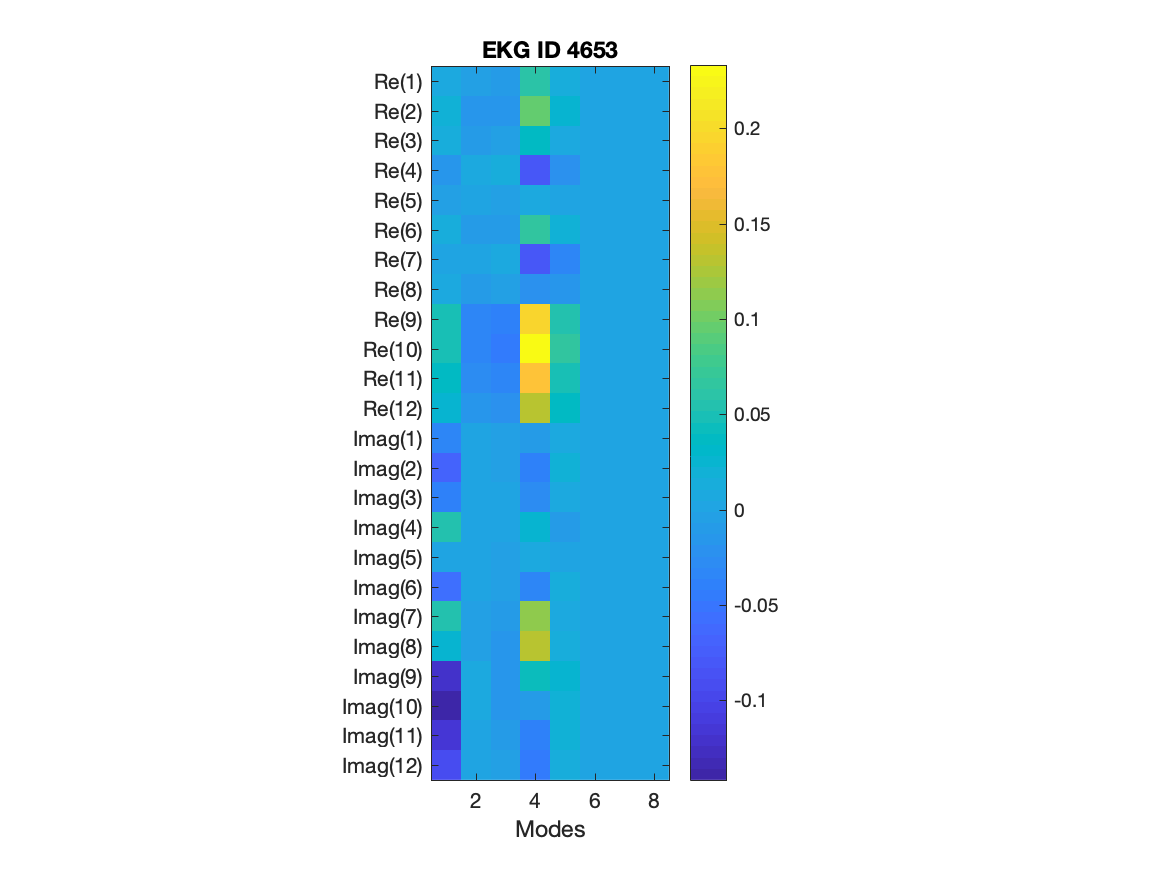 EKG ID 4653
Re(1)
Re(2)
Re(3)
Re(4)
Re(5)
Re(6)
Re(7)
Re(8)
Re(9)
Re(10)
Re(11)
Re(12)
Imag(1)
Imag(2)
Imag(3)
Imag(4)
Imag(5)
Imag(6)
Imag(7)
Imag(8)
Imag(9)
Imag(10)
Imag(11)
Imag(12)
2 4 6 8
Modes
0.2
0.15
0.1
0.05
0
-0.05
-0.1